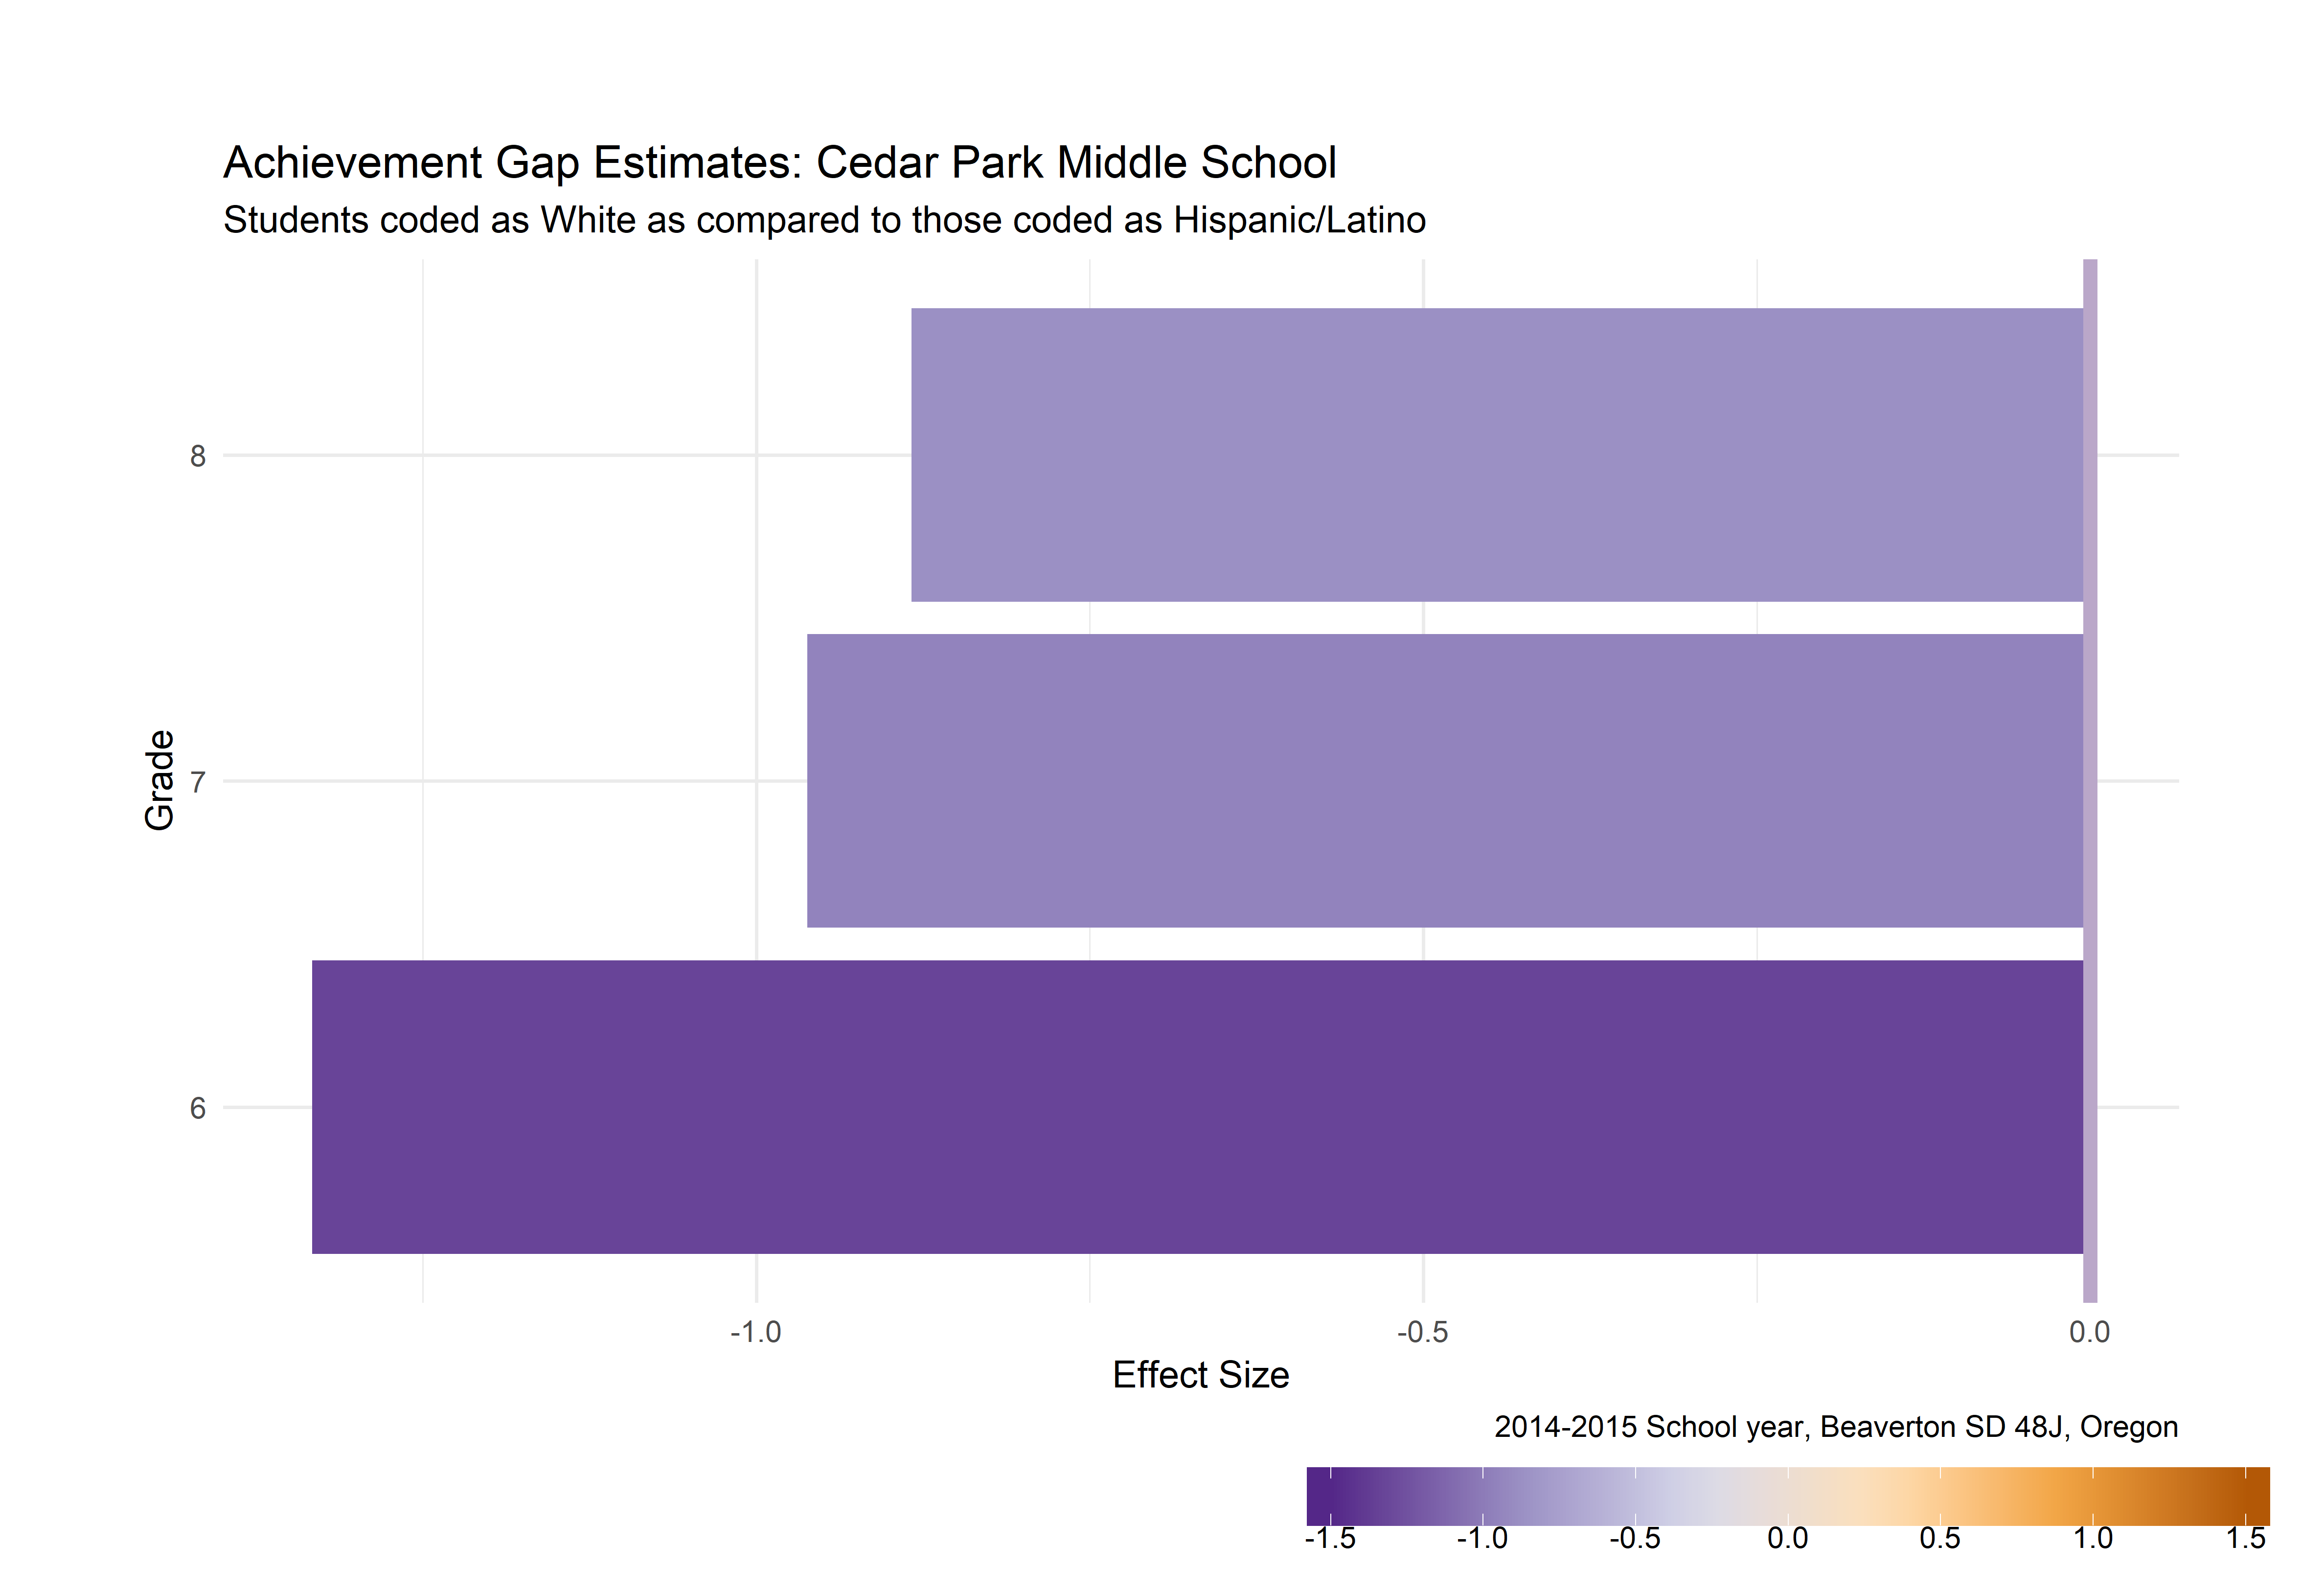 Achievement Gap Estimates: Cedar Park Middle School
Students coded as White as compared to those coded as Hispanic/Latino
Grade
8
7
6
-1.0 -0.5 0.0
Effect Size
2014-2015 School year, Beaverton SD 48J, Oregon
-1.5 -1.0 -0.5 0.0 0.5 1.0 1.5